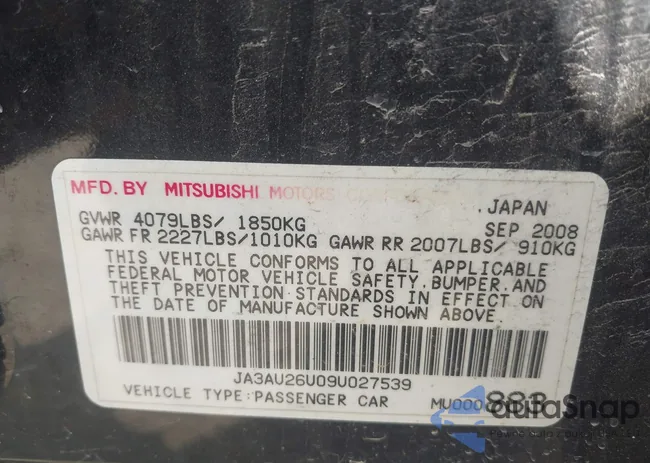 MFD. BY MITSUBISHI MOTORS
JAPAN
GVWR 4079LBS/ 1850KG SEP 2008
GAWR FR 2227LBS/1010KG GAWR RR 2007LBS/ 910KG
THIS VEHICLE CONFORMS TO ALL APPLICABLE
FEDERAL MOTOR VEHICLE SAFETY, BUMPER, AND
THEFT PREVENTION STANDARDS IN EFFECT ON
THE DATE OF MANUFACTURE SHOWN ABOVE.
JA3AU26U09U027539
VEHICLE TYPE:PASSENGER CAR
883
autoSnap